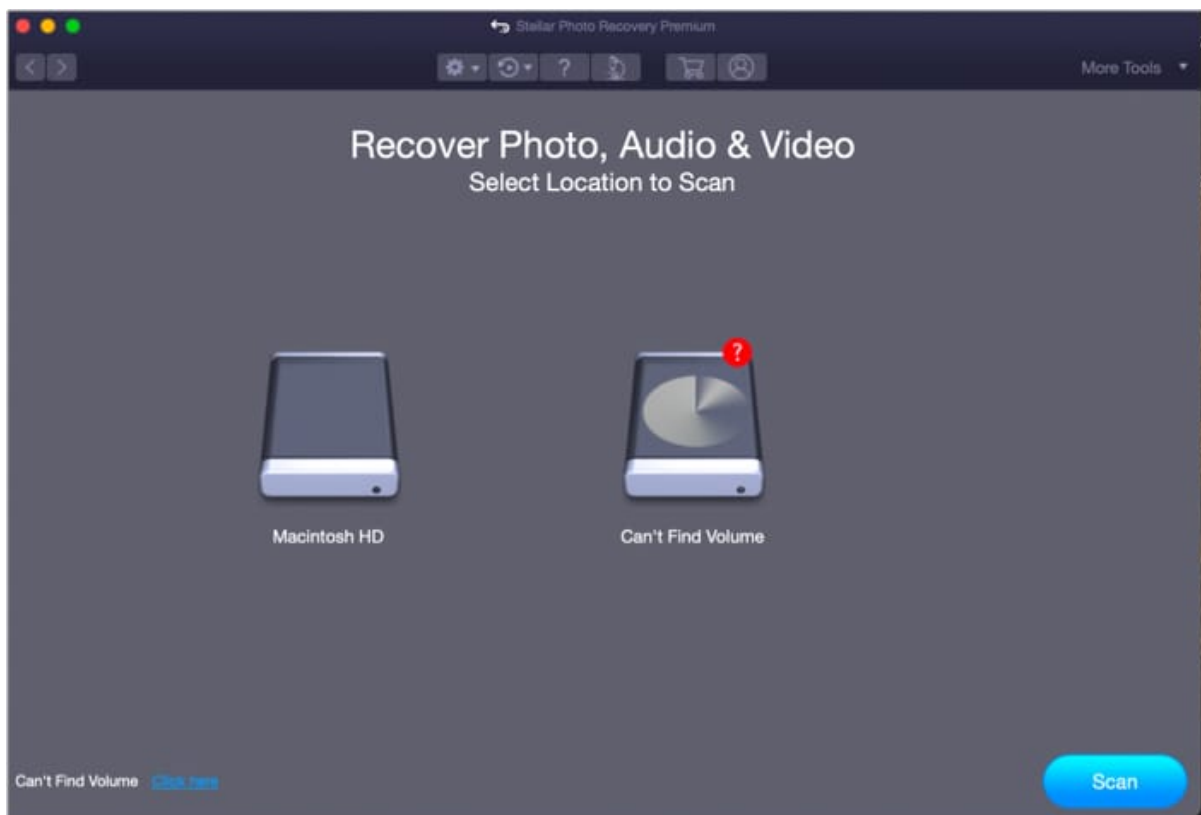 Stellar Photo Recovery Premium
?
More Tools
Recover Photo, Audio & Video
Select Location to Scan
?
Macintosh HD
Can't Find Volume
Can't Find Volume Click here
Scan